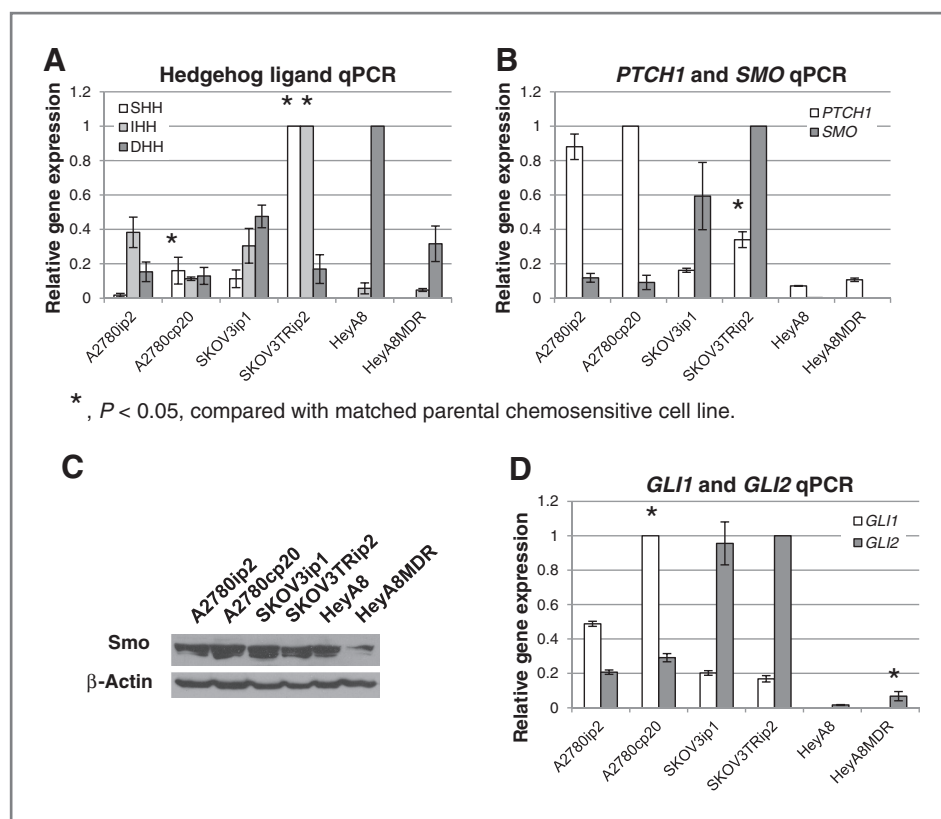 A
Hedgehog ligand qPCR
Relative gene expression
1.2
1
0.8
0.6
0.4
0.2
0
SHH
IHH
DHH
*
* *
A2780ip2
A2780cp20
SKOV3ip1
SKOV3TRip2
HeyA8
HeyA8MDR
B
PTCH1 and SMO qPCR
Relative gene expression
1.2
1
0.8
0.6
0.4
0.2
0
PTCH1
SMO
*
A2780ip2
A2780cp20
SKOV3ip1
SKOV3TRip2
HeyA8
HeyA8MDR
*, P < 0.05, compared with matched parental chemosensitive cell line.
C
A2780ip2
A2780cp20
SKOV3ip1
SKOV3TRip2
HeyA8
HeyA8MDR
Smo
β-Actin
D
GLI1 and GLI2 qPCR
Relative gene expression
1.2
1
0.8
0.6
0.4
0.2
0
GLI1
GLI2
*
*
A2780ip2
A2780cp20
SKOV3ip1
SKOV3TRip2
HeyA8
HeyA8MDR